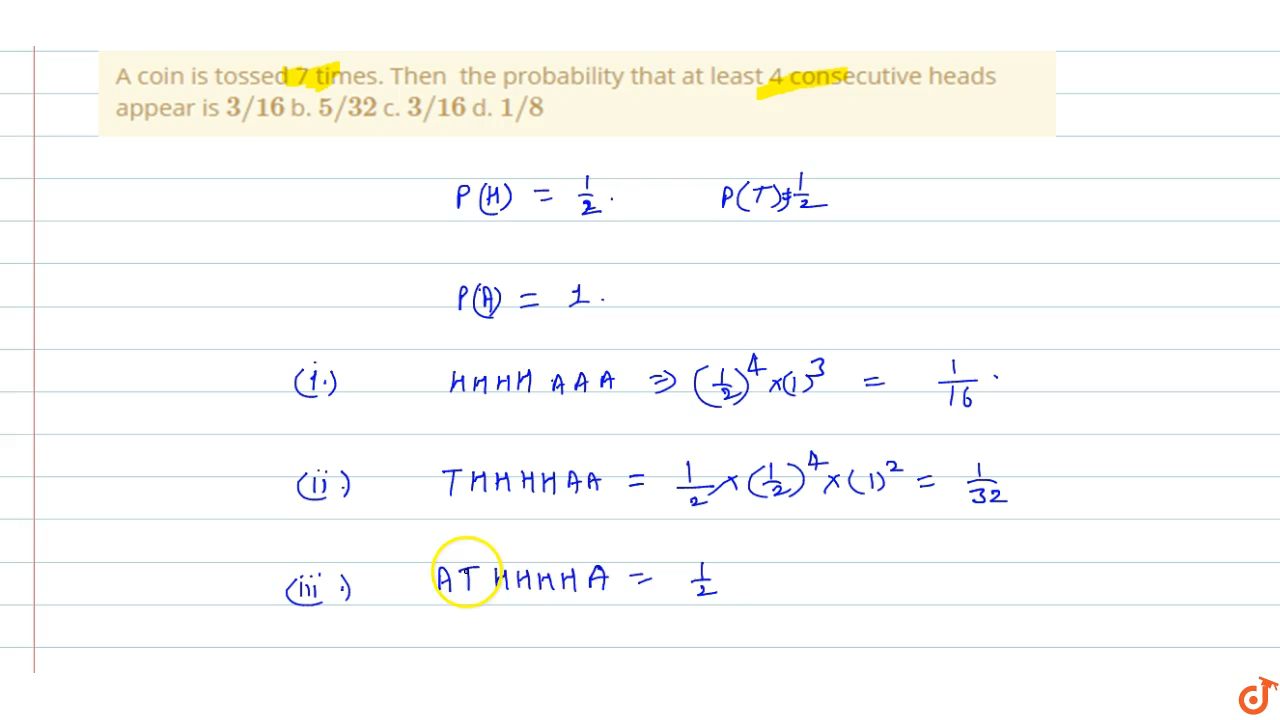 A coin is tossed 7 times. Then the probability that at least 4 consecutive heads
appear is 3/16 b. 5/32 c. 3/16 d. 1/8
P(H) = 1/2. P(T) = 1/2
P(A) = 1.
(i.) HHHH AAA ⇒ (1/2)^4 × (1)^3 = 1/16.
(ii.) THHHHAA = 1/2 × (1/2)^4 × (1)^2 = 1/32
(iii.) ATHHHHA = 1/2